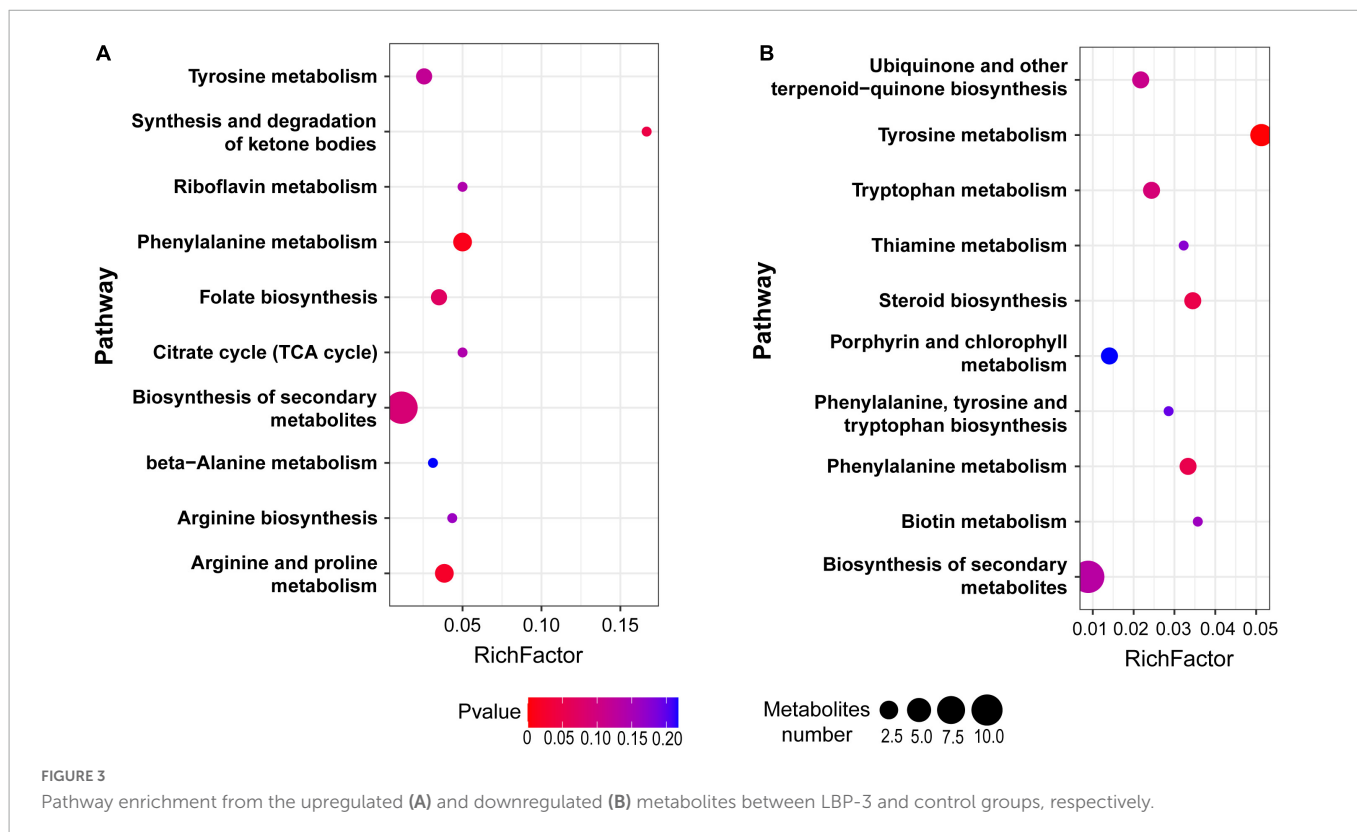 A
Pathway
Tyrosine metabolism
Synthesis and degradation
of ketone bodies
Riboflavin metabolism
Phenylalanine metabolism
Folate biosynthesis
Citrate cycle (TCA cycle)
Biosynthesis of secondary
metabolites
beta−Alanine metabolism
Arginine biosynthesis
Arginine and proline
metabolism
0.05 0.10 0.15
RichFactor
B
Pathway
Ubiquinone and other
terpenoid−quinone biosynthesis
Tyrosine metabolism
Tryptophan metabolism
Thiamine metabolism
Steroid biosynthesis
Porphyrin and chlorophyll
metabolism
Phenylalanine, tyrosine and
tryptophan biosynthesis
Phenylalanine metabolism
Biotin metabolism
Biosynthesis of secondary
metabolites
0.01 0.02 0.03 0.04 0.05
RichFactor
Pvalue
0 0.05 0.10 0.15 0.20
Metabolites
number
2.5 5.0 7.5 10.0
FIGURE 3
Pathway enrichment from the upregulated (A) and downregulated (B) metabolites between LBP-3 and control groups, respectively.